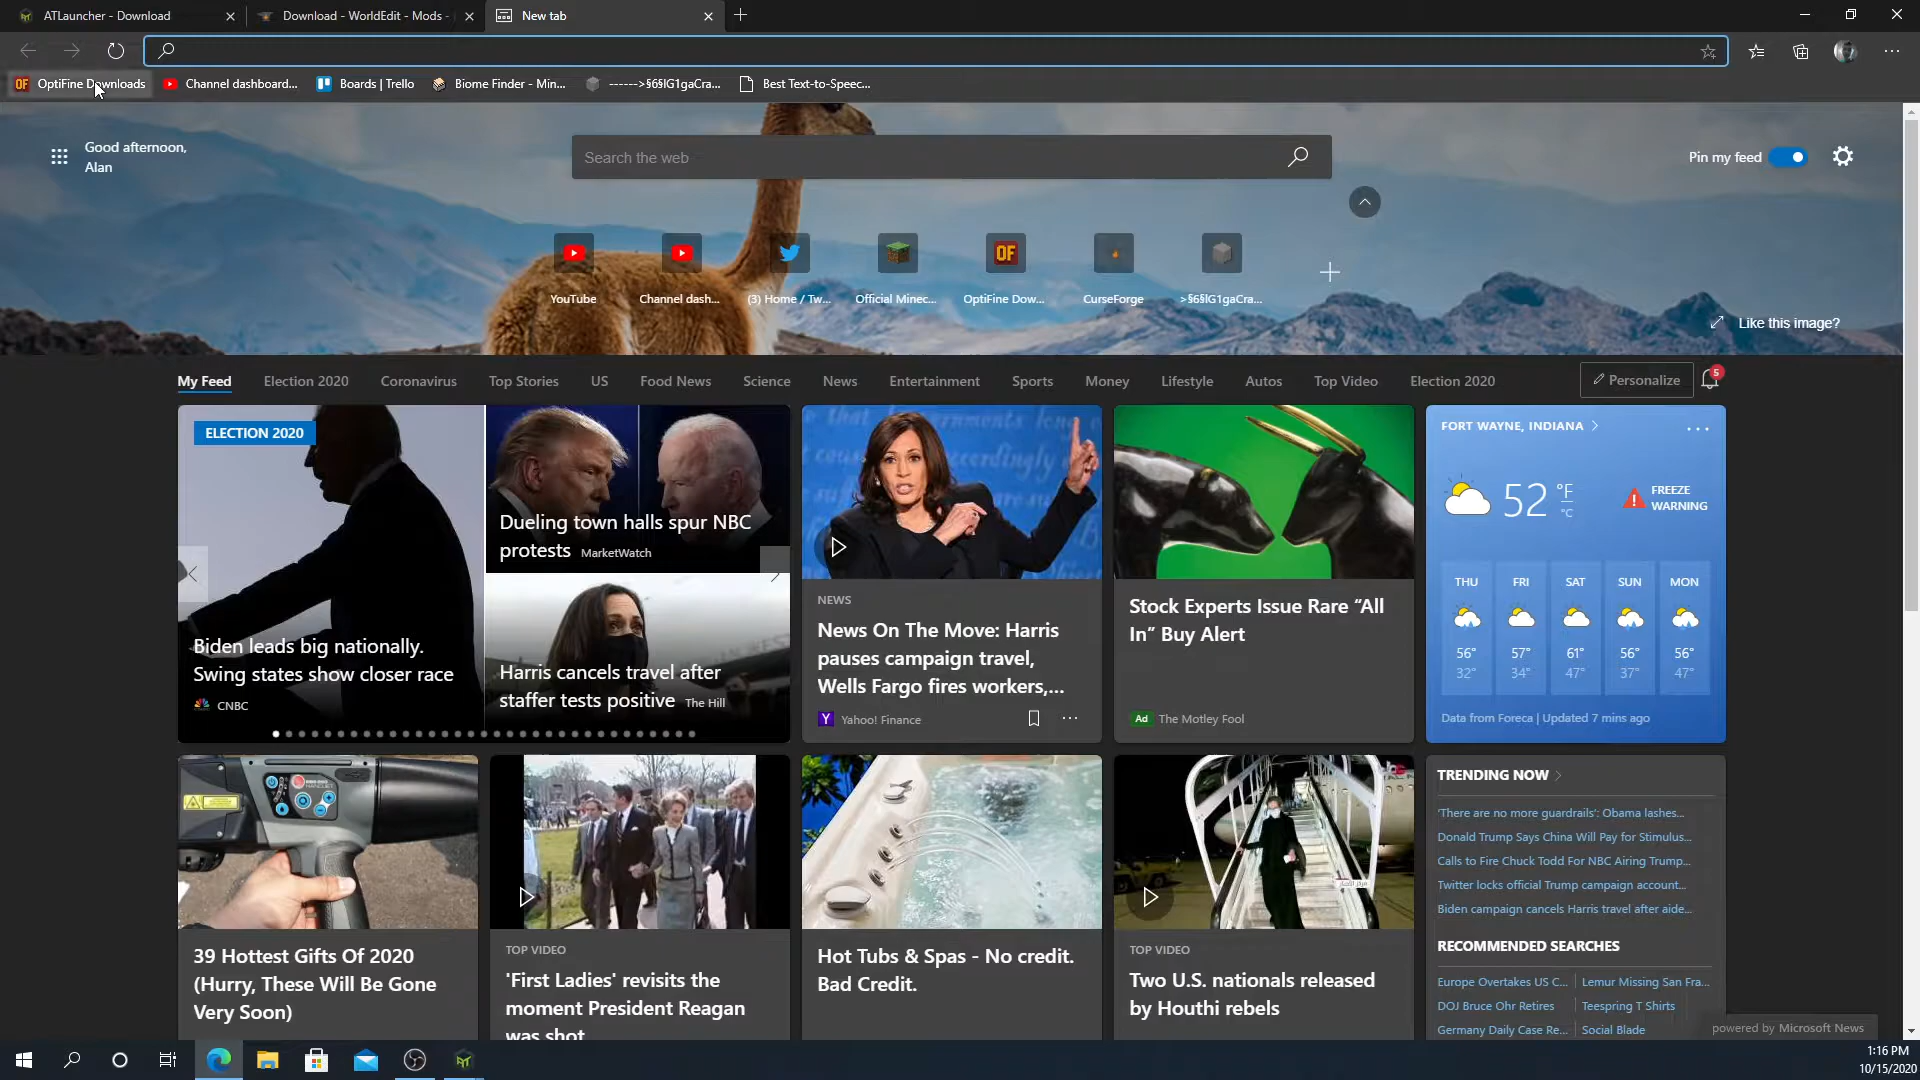 ATLauncher - Download
Download - WorldEdit - Mods -
New tab
OptiFine Downloads
Channel dashboard...
Boards | Trello
Biome Finder - Min...
------>§6§lG1gaCra...
Best Text-to-Speec...
Good afternoon,
Alan
Search the web
Pin my feed
YouTube
Channel dash...
(3) Home / Tw...
Official Minec...
OptiFine Dow...
CurseForge
>§6§lG1gaCra...
Like this image?
My Feed
Election 2020
Coronavirus
Top Stories
US
Food News
Science
News
Entertainment
Sports
Money
Lifestyle
Autos
Top Video
Election 2020
Personalize
5
ELECTION 2020
Biden leads big nationally.
Swing states show closer race
CNBC
Dueling town halls spur NBC
protests MarketWatch
Harris cancels travel after
staffer tests positive The Hill
NEWS
News On The Move: Harris
pauses campaign travel,
Wells Fargo fires workers,...
Yahoo! Finance
Stock Experts Issue Rare “All
In” Buy Alert
Ad The Motley Fool
FORT WAYNE, INDIANA
52 °F
°C
FREEZE
WARNING
THU FRI SAT SUN MON
56° 57° 61° 56° 56°
32° 34° 47° 37° 47°
Data from Foreca | Updated 7 mins ago
39 Hottest Gifts Of 2020
(Hurry, These Will Be Gone
Very Soon)
TOP VIDEO
'First Ladies' revisits the
moment President Reagan
was shot
Hot Tubs & Spas - No credit.
Bad Credit.
TOP VIDEO
Two U.S. nationals released
by Houthi rebels
TRENDING NOW
'There are no more guardrails': Obama lashes...
Donald Trump Says China Will Pay for Stimulus...
Calls to Fire Chuck Todd For NBC Airing Trump...
Twitter locks official Trump campaign account...
Biden campaign cancels Harris travel after aide...
RECOMMENDED SEARCHES
Europe Overtakes US C... Lemur Missing San Fra...
DOJ Bruce Ohr Retires Teespring T Shirts
Germany Daily Case Re... Social Blade
powered by Microsoft News
1:16 PM
10/15/2020